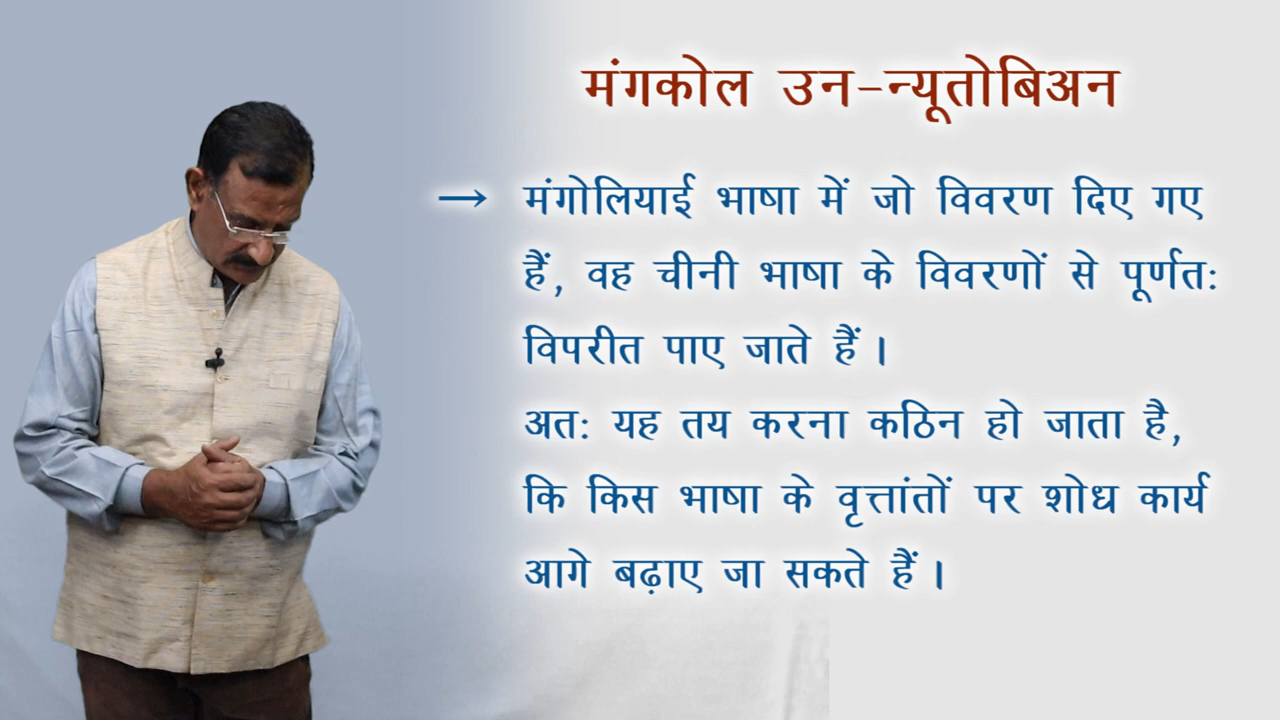 मंगकोल उन-न्यूतोबिअन
→ मंगोलियाई भाषा में जो विवरण दिए गए
हैं, वह चीनी भाषा के विवरणों से पूर्णतः
विपरीत पाए जाते हैं।
अतः यह तय करना कठिन हो जाता है,
कि किस भाषा के वृत्तांतों पर शोध कार्य
आगे बढ़ाए जा सकते हैं।